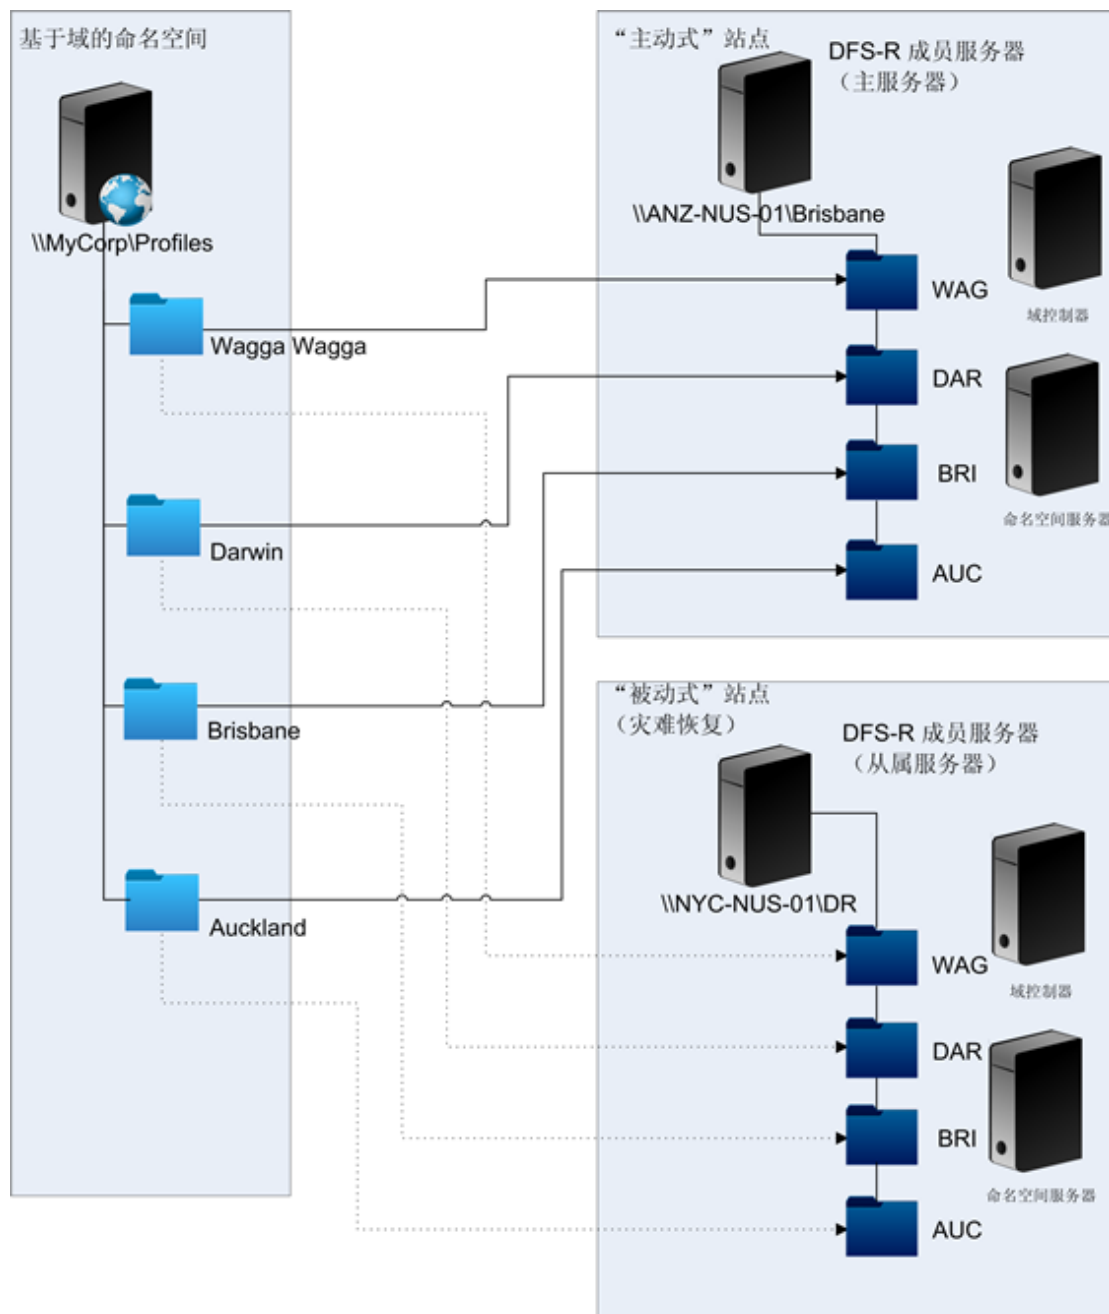 基于域的命名空间
\\MyCorp\Profiles
Wagga Wagga
Darwin
Brisbane
Auckland
“主动式”站点
DFS-R 成员服务器
（主服务器）
\\ANZ-NUS-01\Brisbane
WAG
域控制器
DAR
BRI
命名空间服务器
AUC
“被动式”站点
（灾难恢复）
DFS-R 成员服务器
（从属服务器）
\\NYC-NUS-01\DR
WAG
域控制器
DAR
BRI
命名空间服务器
AUC